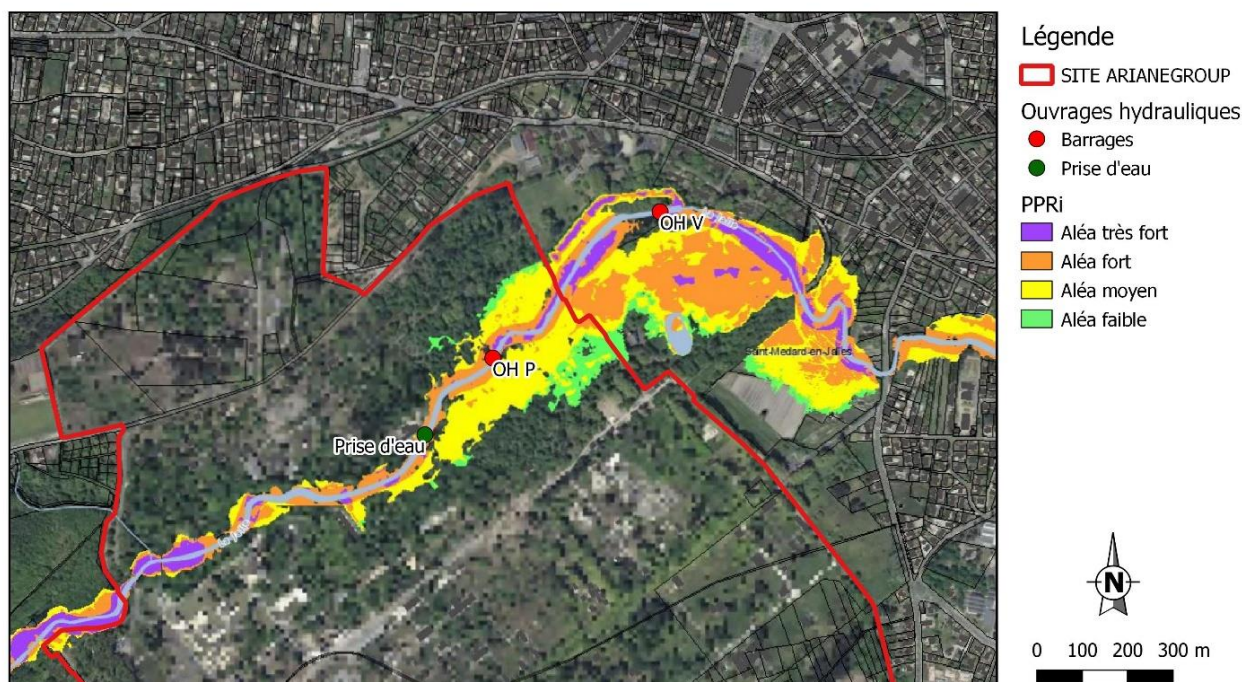 Légende
SITE ARIANEGROUP
Ouvrages hydrauliques
Barrages
Prise d'eau
PPRi
Aléa très fort
Aléa fort
Aléa moyen
Aléa faible
OH V
Saint-Medard-en-Jalles
OH P
Prise d'eau
N
0 100 200 300 m